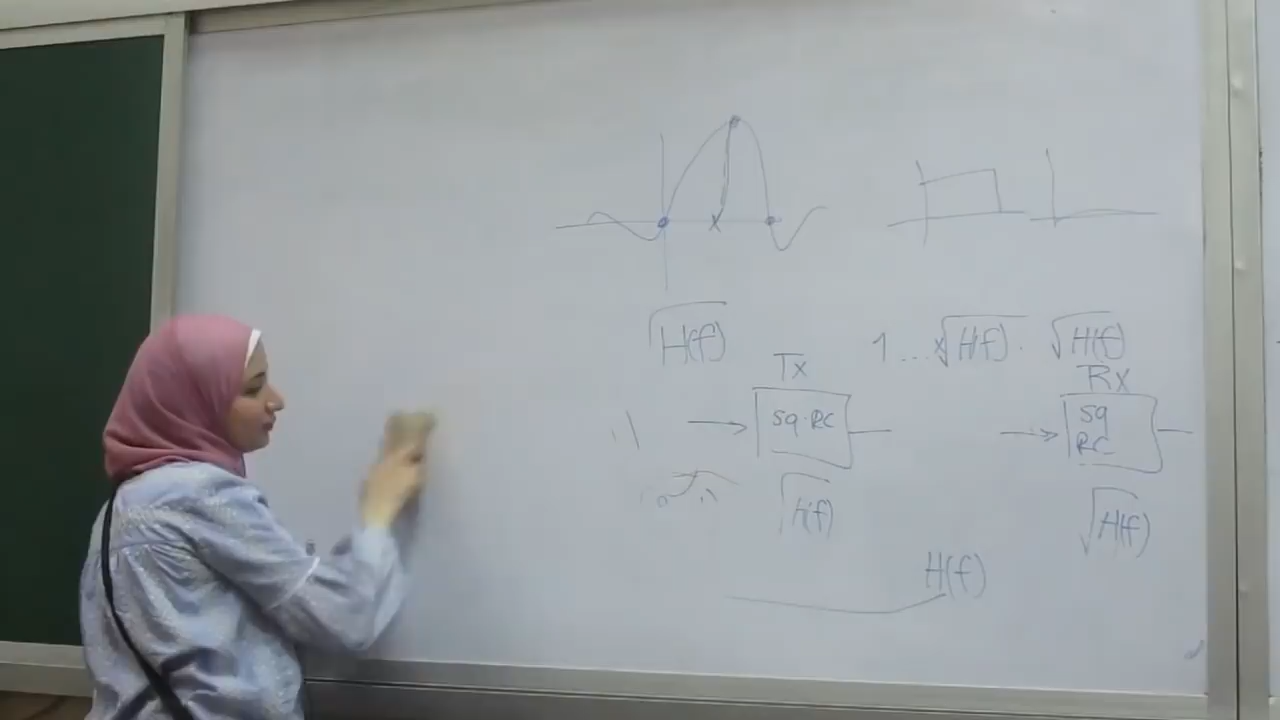 √H(f)
1 ... x√H(f) · √H(f)
Tx
Rx
sq. RC
sq
RC
√H(f)
√H(f)
H(f)